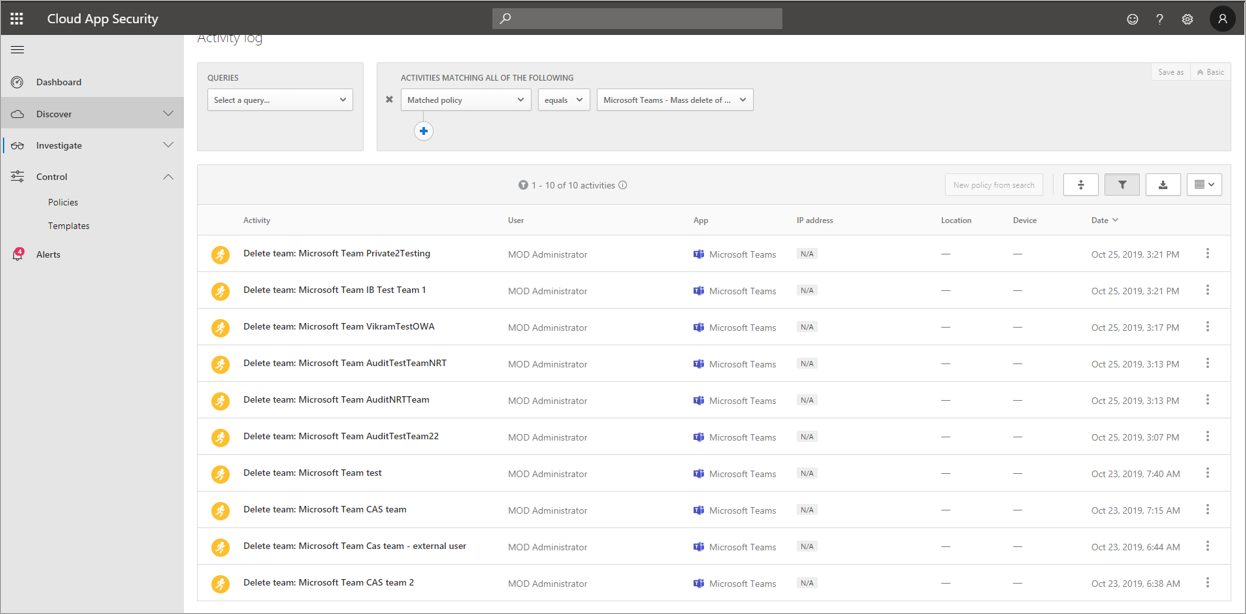 Cloud App Security
Activity log
Dashboard
Discover
Investigate
Control
Policies
Templates
4
Alerts
QUERIES
Select a query...
ACTIVITIES MATCHING ALL OF THE FOLLOWING
Save as Basic
Matched policy equals Microsoft Teams - Mass delete of ...
1 - 10 of 10 activities
New policy from search
Activity User App IP address Location Device Date
Delete team: Microsoft Team Private2Testing MOD Administrator Microsoft Teams N/A — — Oct 25, 2019, 3:21 PM
Delete team: Microsoft Team IB Test Team 1 MOD Administrator Microsoft Teams N/A — — Oct 25, 2019, 3:21 PM
Delete team: Microsoft Team VikramTestOWA MOD Administrator Microsoft Teams N/A — — Oct 25, 2019, 3:17 PM
Delete team: Microsoft Team AuditTestTeamNRT MOD Administrator Microsoft Teams N/A — — Oct 25, 2019, 3:13 PM
Delete team: Microsoft Team AuditNRTTeam MOD Administrator Microsoft Teams N/A — — Oct 25, 2019, 3:13 PM
Delete team: Microsoft Team AuditTestTeam22 MOD Administrator Microsoft Teams N/A — — Oct 25, 2019, 3:07 PM
Delete team: Microsoft Team test MOD Administrator Microsoft Teams N/A — — Oct 23, 2019, 7:40 AM
Delete team: Microsoft Team CAS team MOD Administrator Microsoft Teams N/A — — Oct 23, 2019, 7:15 AM
Delete team: Microsoft Team Cas team - external user MOD Administrator Microsoft Teams N/A — — Oct 23, 2019, 6:44 AM
Delete team: Microsoft Team CAS team 2 MOD Administrator Microsoft Teams N/A — — Oct 23, 2019, 6:38 AM